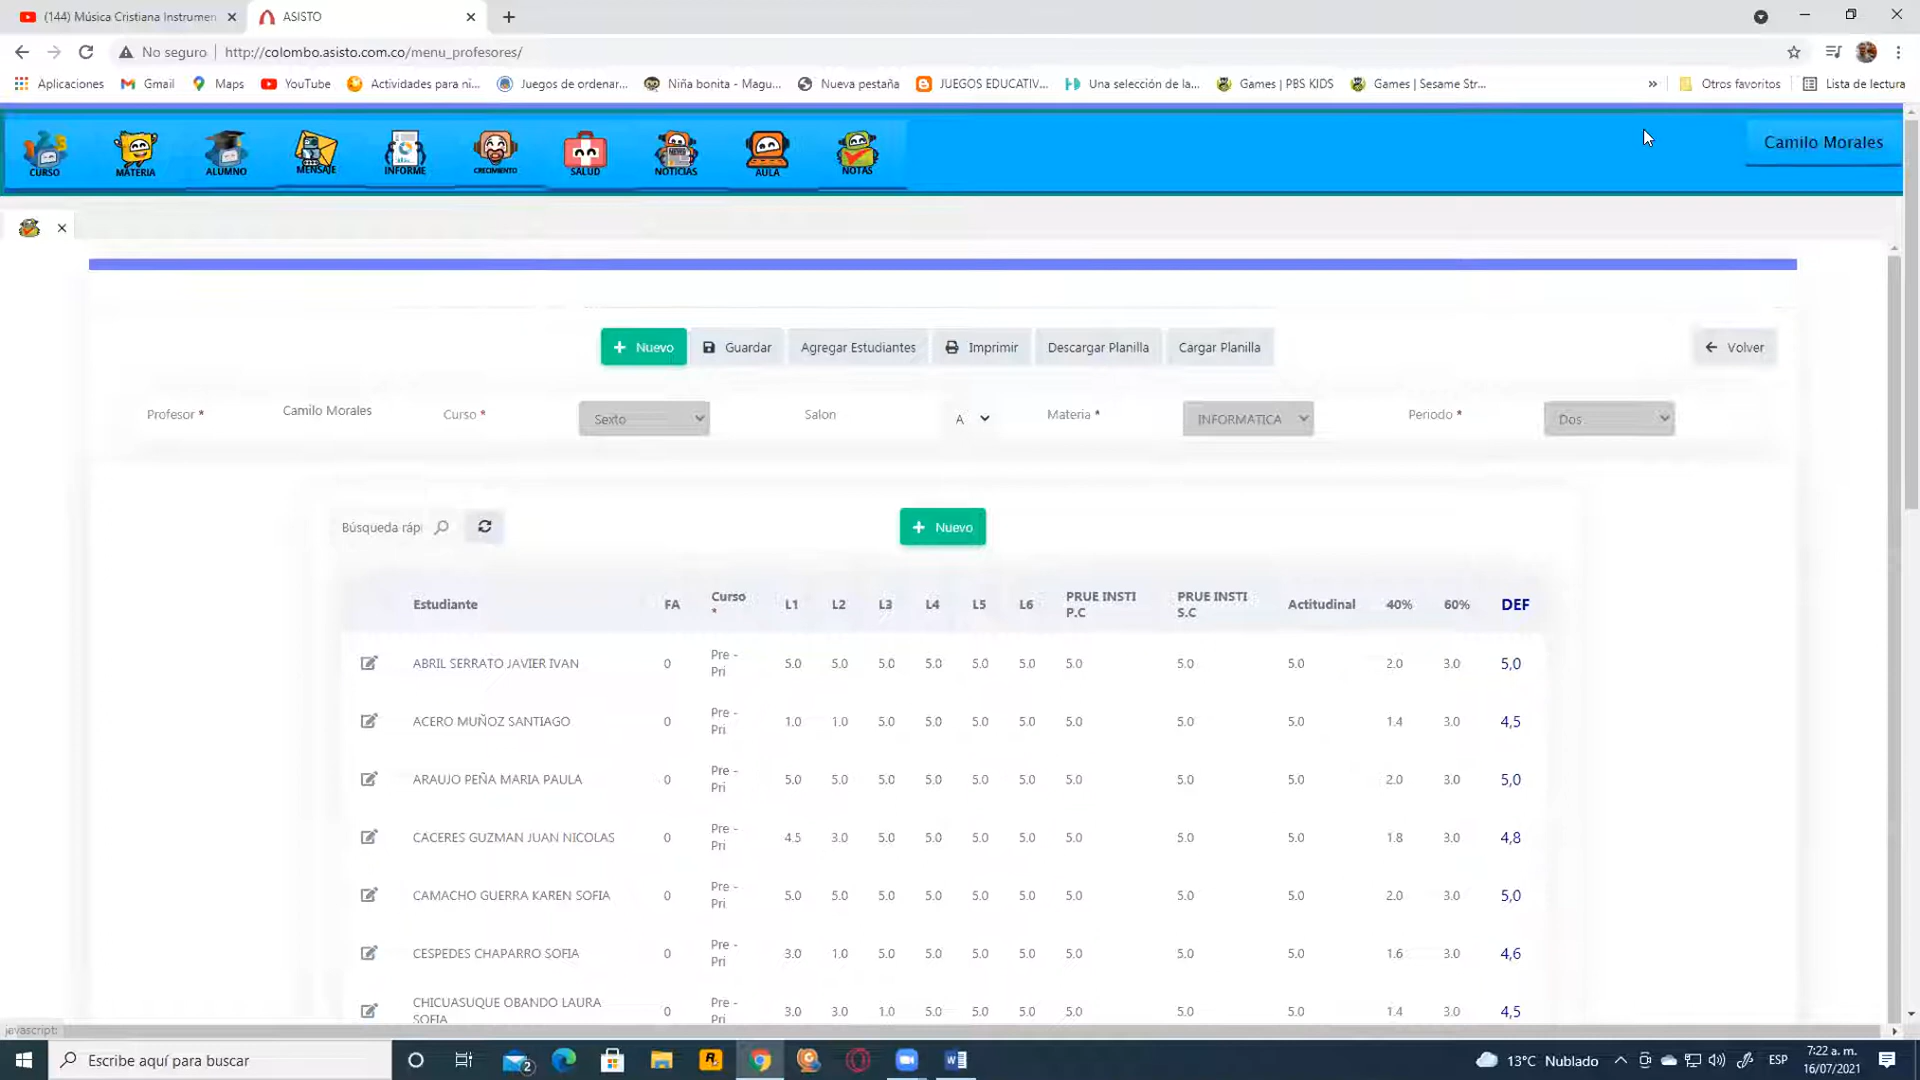 (144) Música Cristiana Instrumen
ASISTO
No seguro
http://colombo.asisto.com.co/menu_profesores/
Aplicaciones
Gmail
Maps
YouTube
Actividades para ni...
Juegos de ordenar...
Niña bonita - Magu...
Nueva pestaña
JUEGOS EDUCATIV...
Una selección de la...
Games | PBS KIDS
Games | Sesame Str...
»
Otros favoritos
Lista de lectura
CURSO
MATERIA
ALUMNO
MENSAJE
INFORME
CRECIMIENTO
SALUD
NOTICIAS
AULA
NOTAS
Camilo Morales
+ Nuevo
Guardar
Agregar Estudiantes
Imprimir
Descargar Planilla
Cargar Planilla
Volver
Profesor * Camilo Morales Curso * Sexto Salon A Materia * INFORMATICA Periodo * Dos
Búsqueda rápi
+ Nuevo
Estudiante FA Curso * L1 L2 L3 L4 L5 L6 PRUE INSTI P.C PRUE INSTI S.C Actitudinal 40% 60% DEF
ABRIL SERRATO JAVIER IVAN 0 Pre - Pri 5.0 5.0 5.0 5.0 5.0 5.0 5.0 5.0 5.0 2.0 3.0 5,0
ACERO MUÑOZ SANTIAGO 0 Pre - Pri 1.0 1.0 5.0 5.0 5.0 5.0 5.0 5.0 5.0 1.4 3.0 4,5
ARAUJO PEÑA MARIA PAULA 0 Pre - Pri 5.0 5.0 5.0 5.0 5.0 5.0 5.0 5.0 5.0 2.0 3.0 5,0
CACERES GUZMAN JUAN NICOLAS 0 Pre - Pri 4.5 3.0 5.0 5.0 5.0 5.0 5.0 5.0 5.0 1.8 3.0 4,8
CAMACHO GUERRA KAREN SOFIA 0 Pre - Pri 5.0 5.0 5.0 5.0 5.0 5.0 5.0 5.0 5.0 2.0 3.0 5,0
CESPEDES CHAPARRO SOFIA 0 Pre - Pri 3.0 1.0 5.0 5.0 5.0 5.0 5.0 5.0 5.0 1.6 3.0 4,6
CHICUASUQUE OBANDO LAURA SOFIA 0 Pre - Pri 3.0 3.0 1.0 5.0 5.0 5.0 5.0 5.0 5.0 1.4 3.0 4,5
javascript:
Escribe aquí para buscar
2
13°C Nublado
ESP
7:22 a. m.
16/07/2021